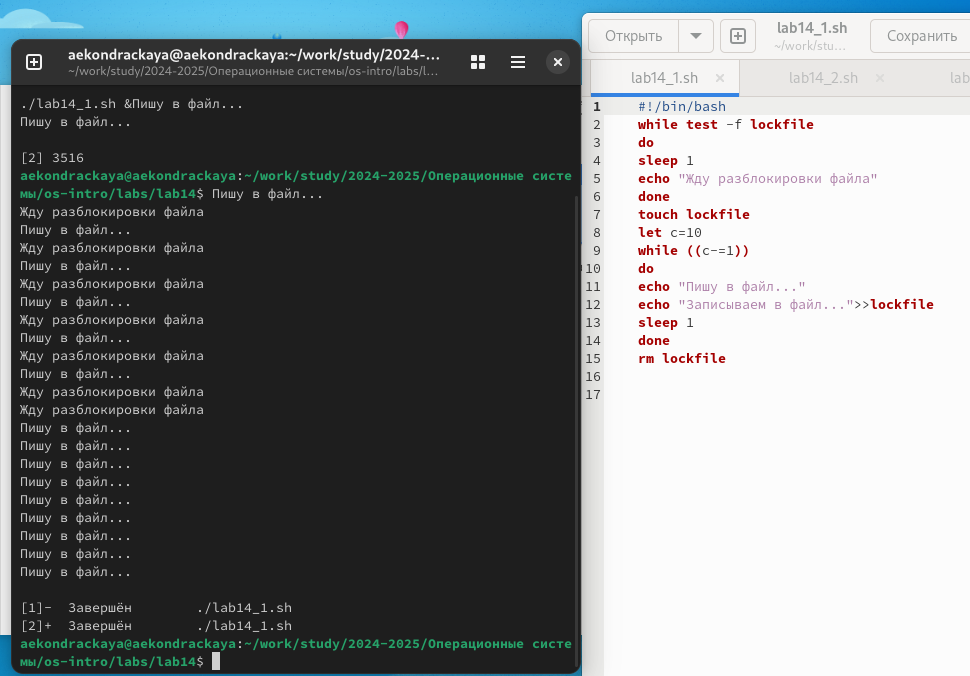 aekondrackaya@aekondrackaya:~/work/study/2024-...
~/work/study/2024-2025/Операционные системы/os-intro/labs/l...
./lab14_1.sh &Пишу в файл...
Пишу в файл...
[2] 3516
aekondrackaya@aekondrackaya:~/work/study/2024-2025/Операционные систе
мы/os-intro/labs/lab14$ Пишу в файл...
Жду разблокировки файла
Пишу в файл...
Жду разблокировки файла
Пишу в файл...
Жду разблокировки файла
Пишу в файл...
Жду разблокировки файла
Пишу в файл...
Жду разблокировки файла
Пишу в файл...
Жду разблокировки файла
Жду разблокировки файла
Пишу в файл...
Пишу в файл...
Пишу в файл...
Пишу в файл...
Пишу в файл...
Пишу в файл...
Пишу в файл...
Пишу в файл...
Пишу в файл...
[1]-  Завершён        ./lab14_1.sh
[2]+  Завершён        ./lab14_1.sh
aekondrackaya@aekondrackaya:~/work/study/2024-2025/Операционные систе
мы/os-intro/labs/lab14$
Открыть
lab14_1.sh
~/work/stu...
Сохранить
lab14_1.sh × lab14_2.sh × lab
1 #!/bin/bash
2 while test -f lockfile
3 do
4 sleep 1
5 echo "Жду разблокировки файла"
6 done
7 touch lockfile
8 let c=10
9 while ((c-=1))
10 do
11 echo "Пишу в файл..."
12 echo "Записываем в файл...">>lockfile
13 sleep 1
14 done
15 rm lockfile
16
17